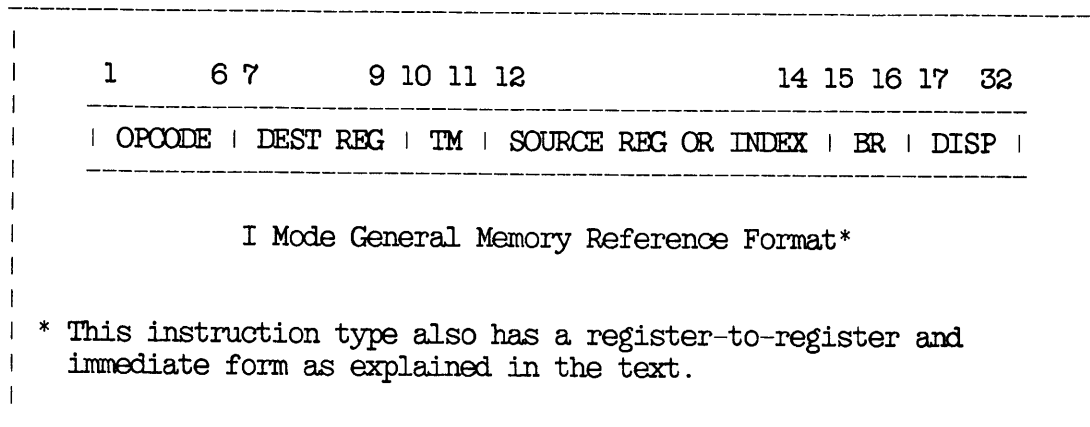 1 6 7 9 10 11 12 14 15 16 17 32
| OPCODE | DEST REG | TM | SOURCE REG OR INDEX | BR | DISP |
I Mode General Memory Reference Format*
* This instruction type also has a register-to-register and
immediate form as explained in the text.